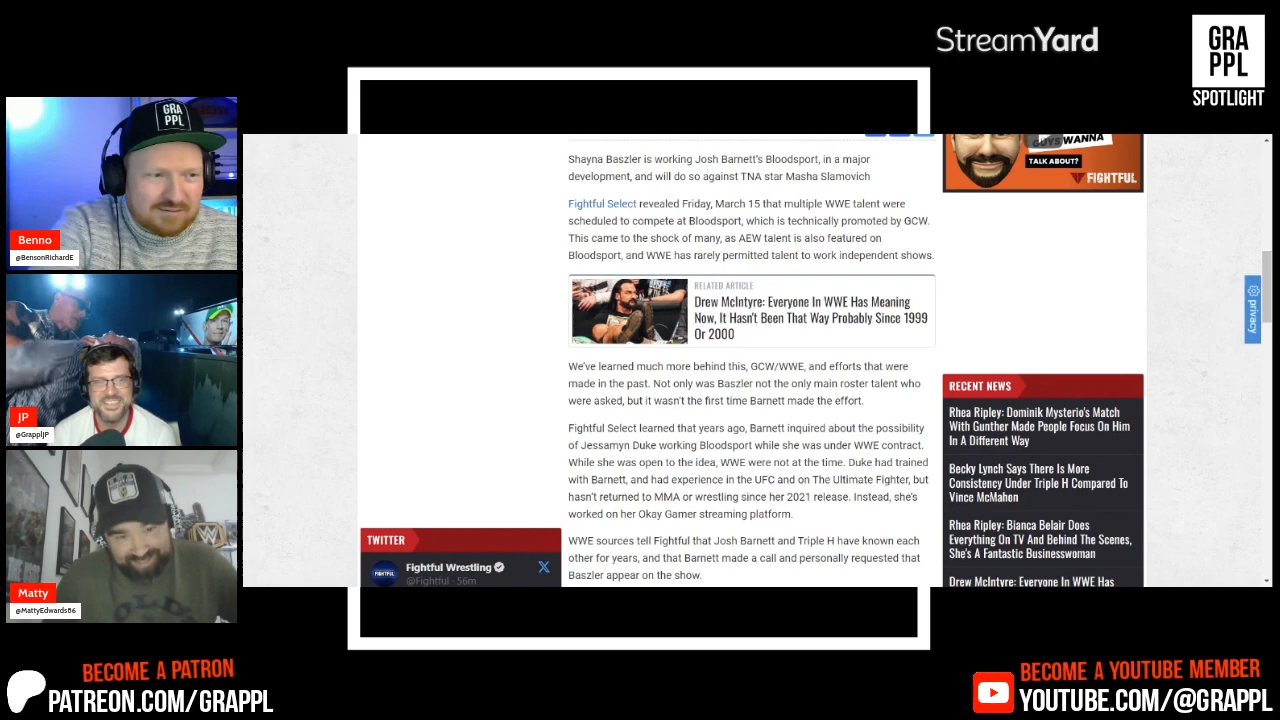 StreamYard
GRA
PPL
SPOTLIGHT
GRA
PPL
Benno
@BensonRichardE
JP
@GrapplJP
Matty
@MattyEdwards86
Shayna Baszler is working Josh Barnett's Bloodsport, in a major
development, and will do so against TNA star Masha Slamovich
Fightful Select revealed Friday, March 15 that multiple WWE talent were
scheduled to compete at Bloodsport, which is technically promoted by GCW.
This came to the shock of many, as AEW talent is also featured on
Bloodsport, and WWE has rarely permitted talent to work independent shows.
RELATED ARTICLE
Drew McIntyre: Everyone In WWE Has Meaning
Now, It Hasn't Been That Way Probably Since 1999
Or 2000
We've learned much more behind this, GCW/WWE, and efforts that were
made in the past. Not only was Baszler not the only main roster talent who
were asked, but it wasn't the first time Barnett made the effort.
Fightful Select learned that years ago, Barnett inquired about the possibility
of Jessamyn Duke working Bloodsport while she was under WWE contract.
While she was open to the idea, WWE were not at the time. Duke had trained
with Barnett, and had experience in the UFC and on The Ultimate Fighter, but
hasn't returned to MMA or wrestling since her 2021 release. Instead, she's
worked on her Okay Gamer streaming platform.
WWE sources tell Fightful that Josh Barnett and Triple H have known each
other for years, and that Barnett made a call and personally requested that
Baszler appear on the show.
TWITTER
Fightful Wrestling
@Fightful · 56m
GUYS WANNA
TALK ABOUT?
FIGHTFUL
privacy
RECENT NEWS
Rhea Ripley: Dominik Mysterio's Match
With Gunther Made People Focus On Him
In A Different Way
Becky Lynch Says There Is More
Consistency Under Triple H Compared To
Vince McMahon
Rhea Ripley: Bianca Belair Does
Everything On TV And Behind The Scenes,
She's A Fantastic Businesswoman
Drew McIntyre: Everyone In WWE Has
BECOME A PATRON
PATREON.COM/GRAPPL
BECOME A YOUTUBE MEMBER
YOUTUBE.COM/@GRAPPL